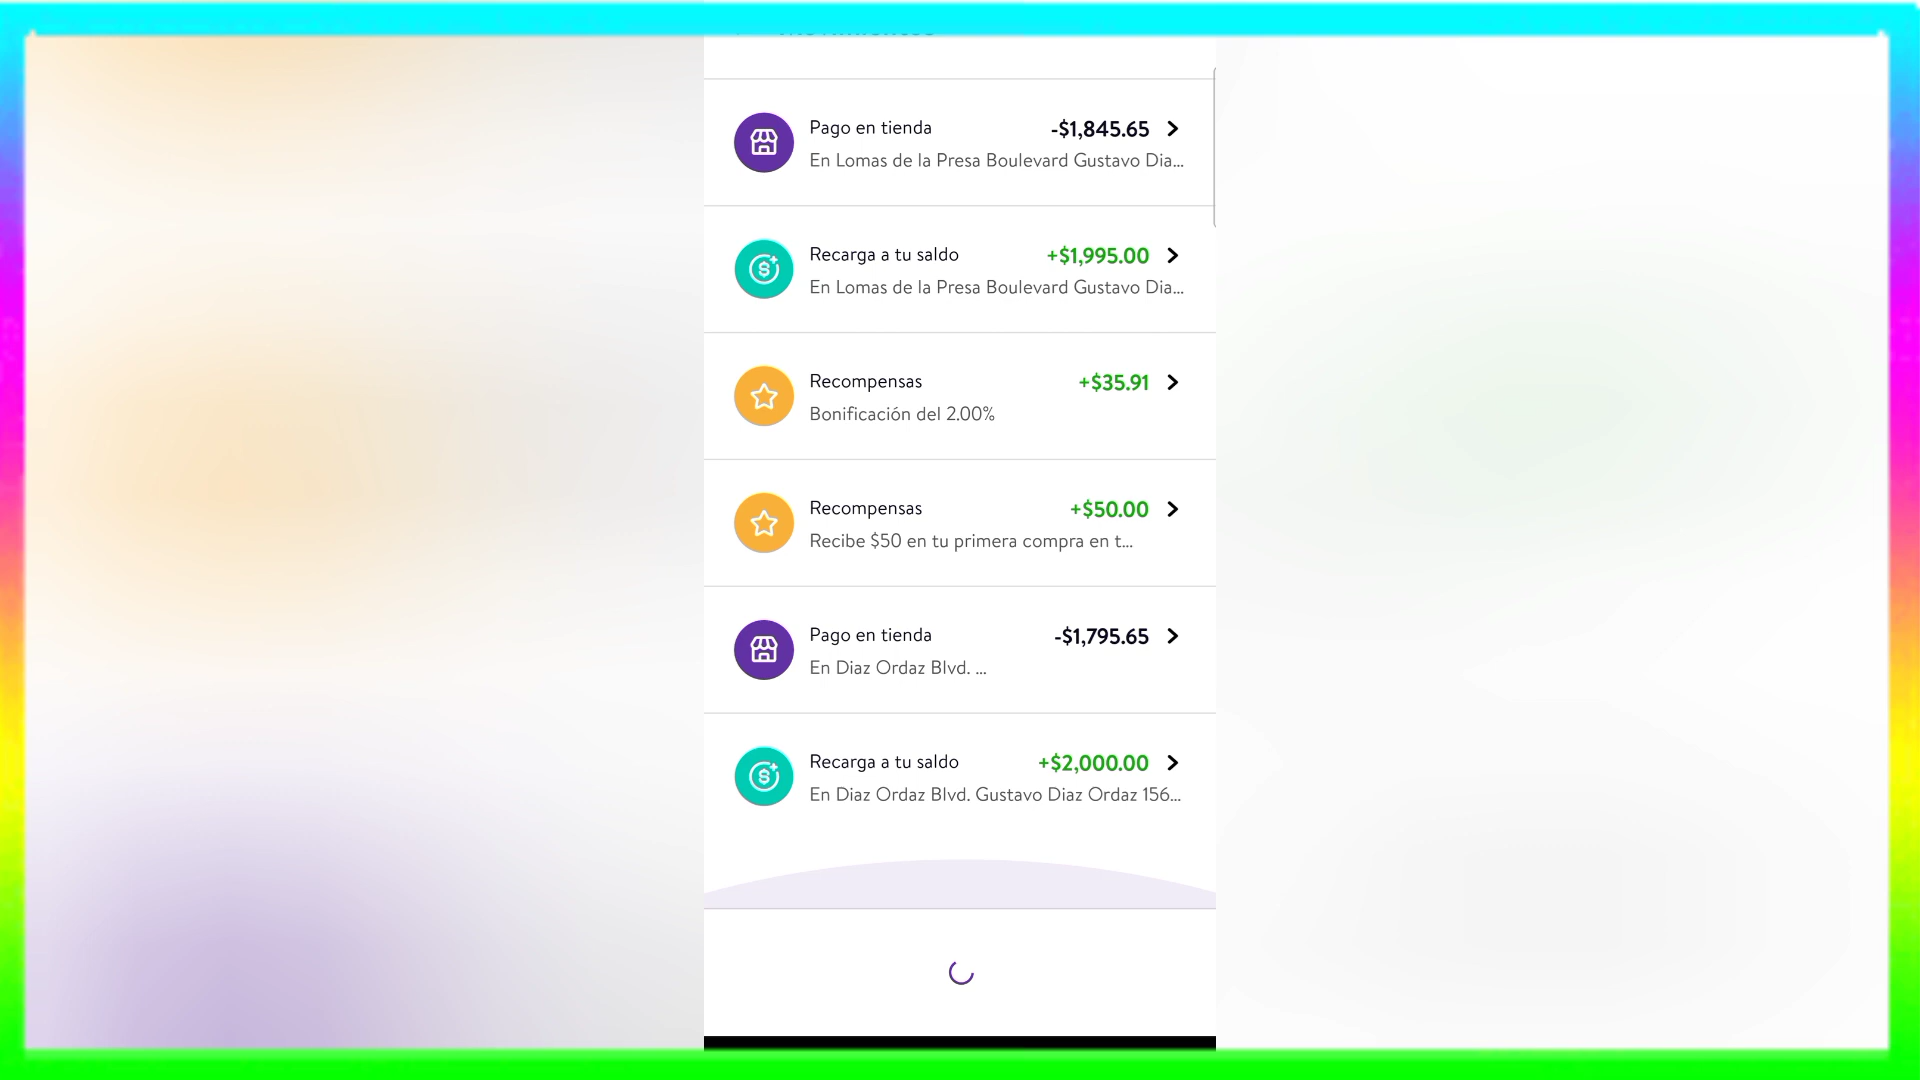 Pago en tienda -$1,845.65
En Lomas de la Presa Boulevard Gustavo Dia...
Recarga a tu saldo +$1,995.00
En Lomas de la Presa Boulevard Gustavo Dia...
Recompensas +$35.91
Bonificación del 2.00%
Recompensas +$50.00
Recibe $50 en tu primera compra en t...
Pago en tienda -$1,795.65
En Diaz Ordaz Blvd. ...
Recarga a tu saldo +$2,000.00
En Diaz Ordaz Blvd. Gustavo Diaz Ordaz 156...